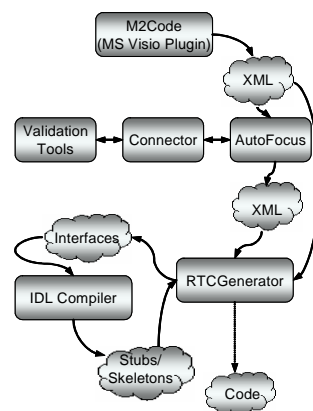 M2Code
(MS Visio Plugin)
XML
Validation
Tools
Connector
AutoFocus
XML
Interfaces
RTCGenerator
IDL Compiler
Stubs/
Skeletons
Code